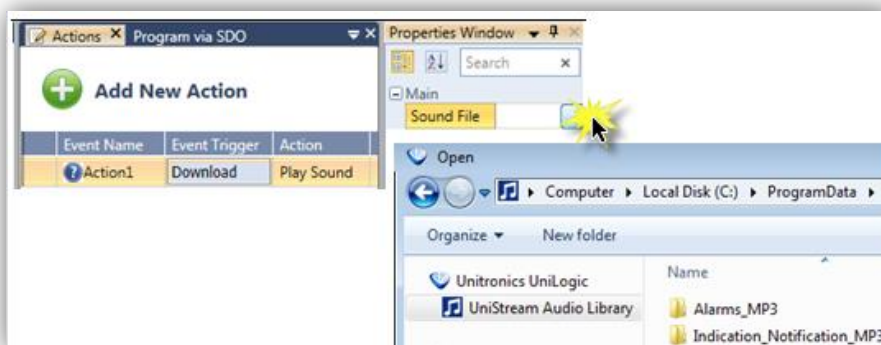 Actions Program via SDO
Add New Action
Event Name Event Trigger Action
Action1 Download Play Sound
Properties Window
Search
Main
Sound File
Open
Computer Local Disk (C:) ProgramData
Organize New folder
Unitronics UniLogic
UniStream Audio Library
Name
Alarms_MP3
Indication_Notification_MP3